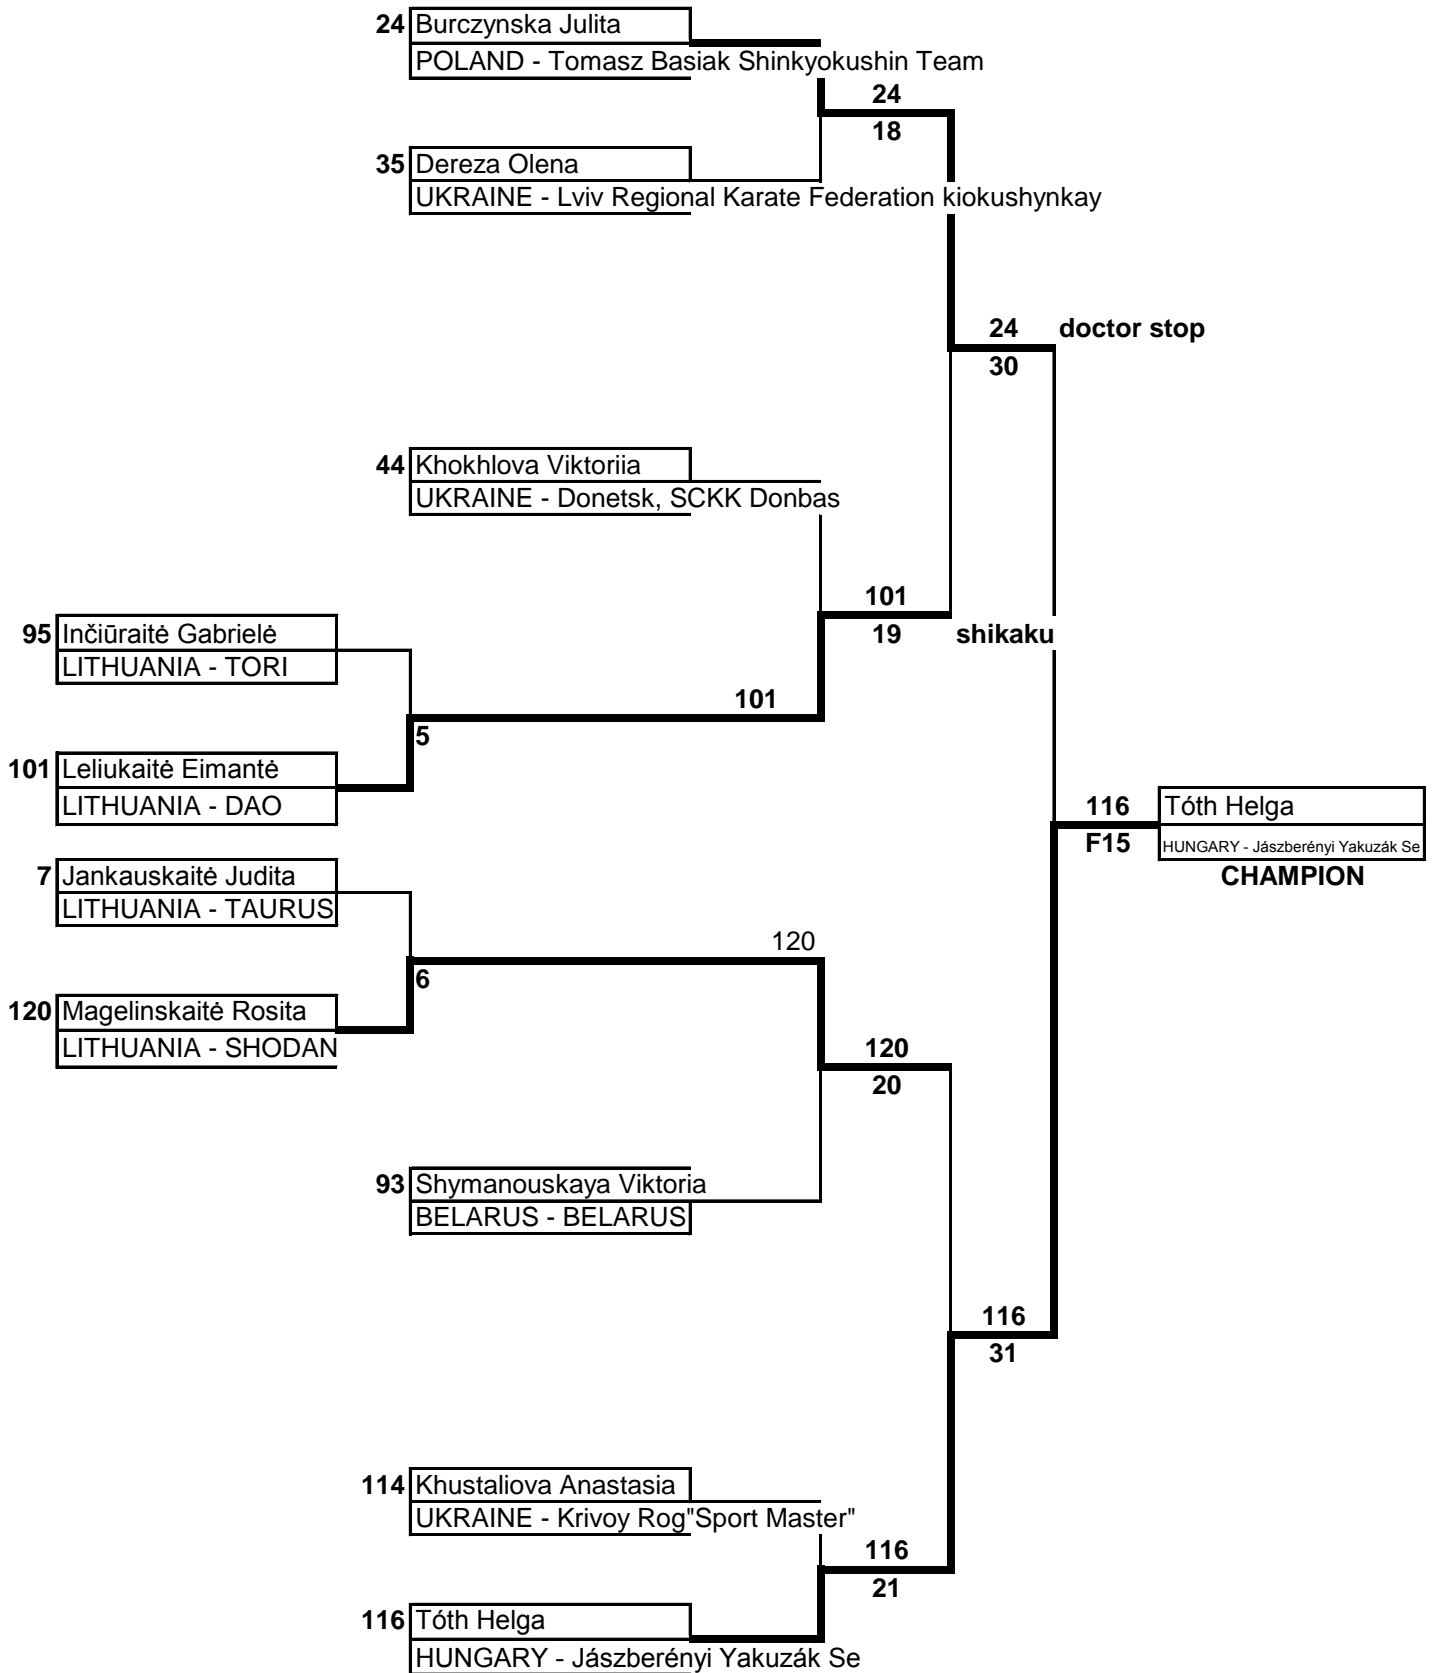 24 Burczynska Julita
POLAND - Tomasz Basiak Shinkyokushin Team
24
18
35 Dereza Olena
UKRAINE - Lviv Regional Karate Federation kiokushynkay
24 doctor stop
30
44 Khokhlova Viktoriia
UKRAINE - Donetsk, SCKK Donbas
101
19 shikaku
95 Inčiūraitė Gabrielė
LITHUANIA - TORI
101
5
101 Leliukaitė Eimantė
LITHUANIA - DAO
116 Tóth Helga
F15 HUNGARY - Jászberényi Yakuzák Se
CHAMPION
7 Jankauskaitė Judita
LITHUANIA - TAURUS
120
6
120 Magelinskaitė Rosita
LITHUANIA - SHODAN
120
20
93 Shymanouskaya Viktoria
BELARUS - BELARUS
116
31
114 Khustaliova Anastasia
UKRAINE - Krivoy Rog"Sport Master"
116
21
116 Tóth Helga
HUNGARY - Jászberényi Yakuzák Se